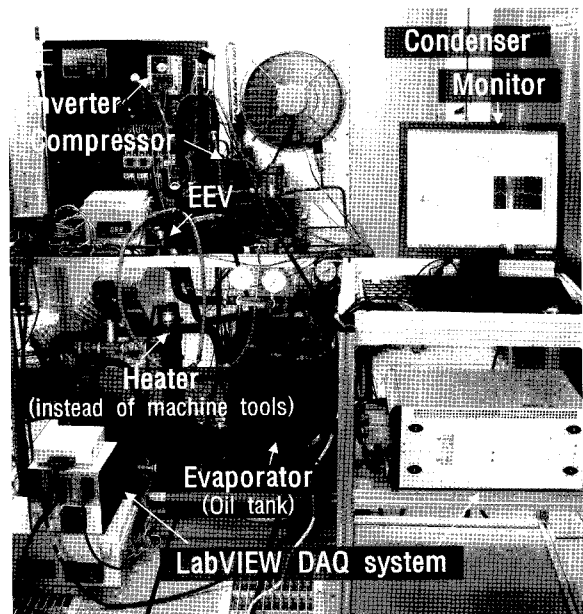 Condenser
Monitor
Inverter
Compressor
EEV
Heater
(instead of machine tools)
Evaporator
(Oil tank)
LabVIEW DAQ system